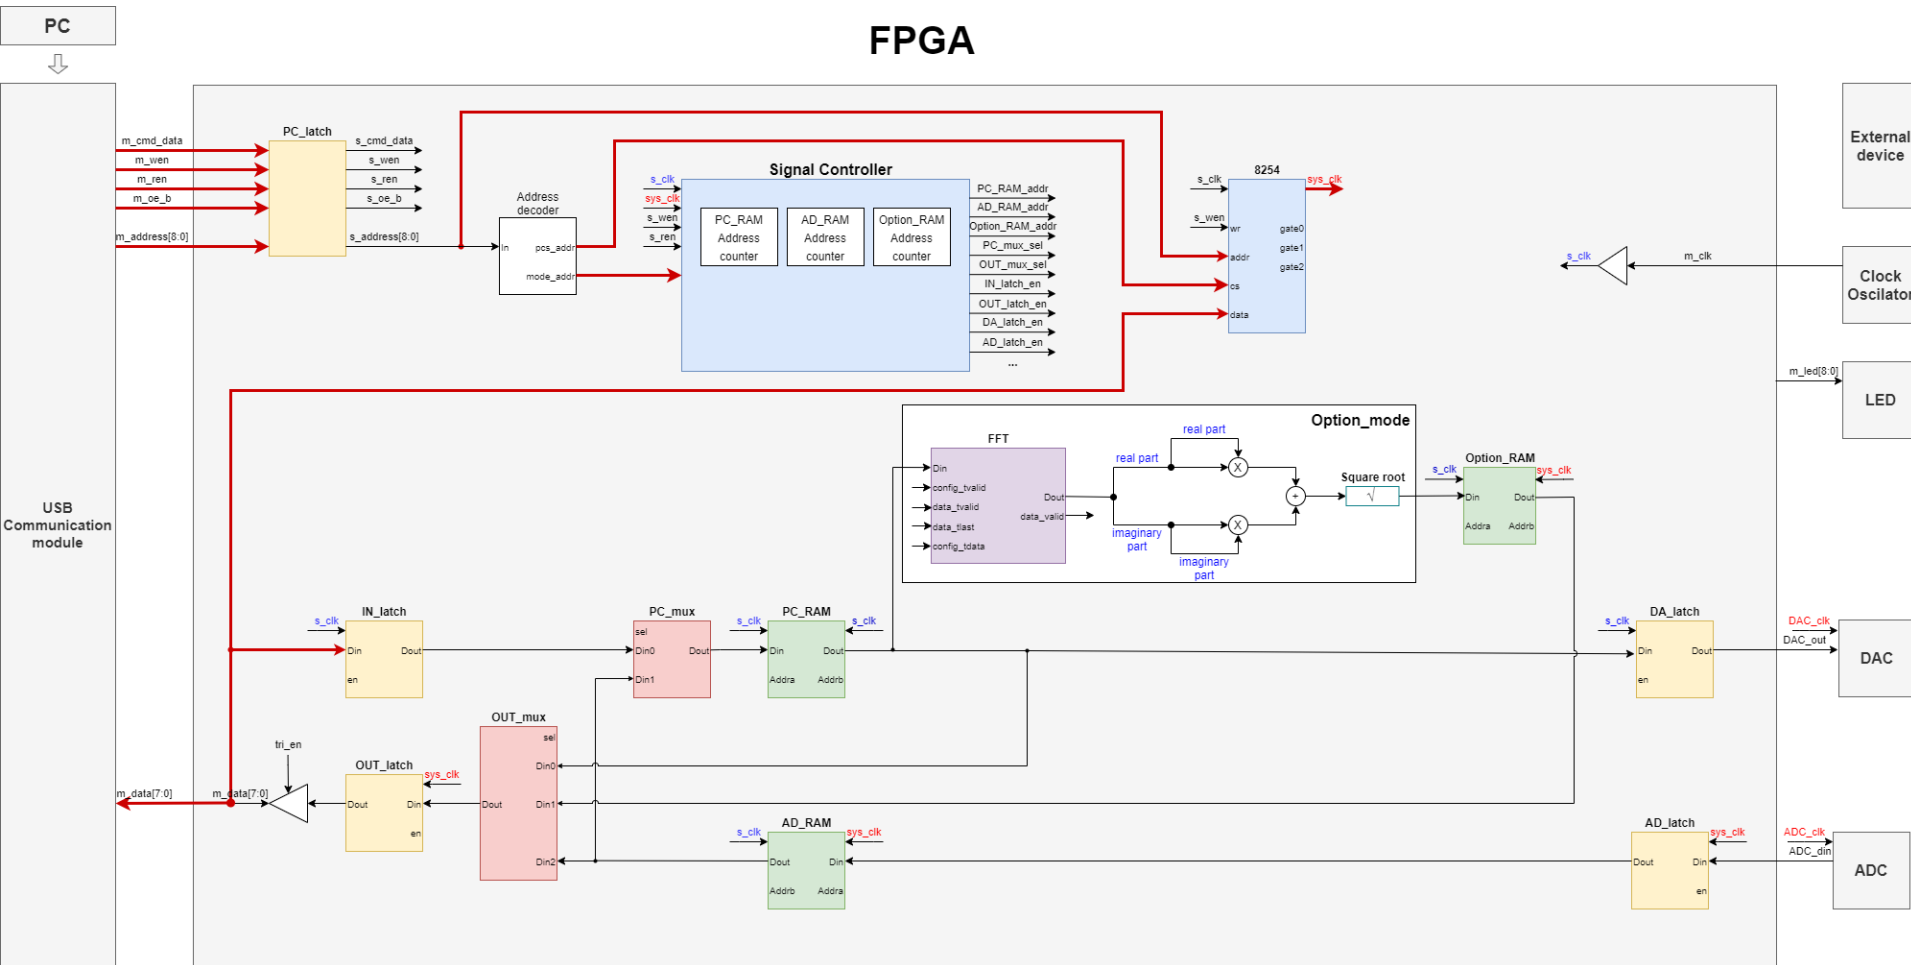 PC
FPGA
USB
Communication
module
m_cmd_data
m_wen
m_ren
m_oe_b
m_address[8:0]
PC_latch
s_cmd_data
s_wen
s_ren
s_oe_b
s_address[8:0]
Address
decoder
In
pcs_addr
mode_addr
Signal Controller
s_clk
sys_clk
s_wen
s_ren
PC_RAM
Address
counter
AD_RAM
Address
counter
Option_RAM
Address
counter
PC_RAM_addr
AD_RAM_addr
Option_RAM_addr
PC_mux_sel
OUT_mux_sel
IN_latch_en
OUT_latch_en
DA_latch_en
AD_latch_en
...
8254
s_clk
s_wen
wr
addr
cs
data
gate0
gate1
gate2
sys_clk
External
device
s_clk
m_clk
Clock
Oscilator
m_led[8:0]
LED
Option_mode
FFT
Din
config_tvalid
data_tvalid
data_tlast
config_tdata
Dout
data_valid
real part
real part
imaginary
part
imaginary
part
X
X
+
Square root
√
Option_RAM
s_clk
sys_clk
Din
Dout
Addra
Addrb
IN_latch
s_clk
Din
Dout
en
PC_mux
sel
Din0
Dout
Din1
PC_RAM
s_clk
s_clk
Din
Dout
Addra
Addrb
DA_latch
s_clk
Din
Dout
en
DAC_clk
DAC_out
DAC
OUT_mux
sel
Din0
Din1
Dout
Din2
tri_en
m_data[7:0]
m_data[7:0]
OUT_latch
sys_clk
Dout
Din
en
AD_RAM
s_clk
sys_clk
Dout
Din
Addrb
Addra
AD_latch
sys_clk
Dout
Din
en
ADC_clk
ADC_din
ADC